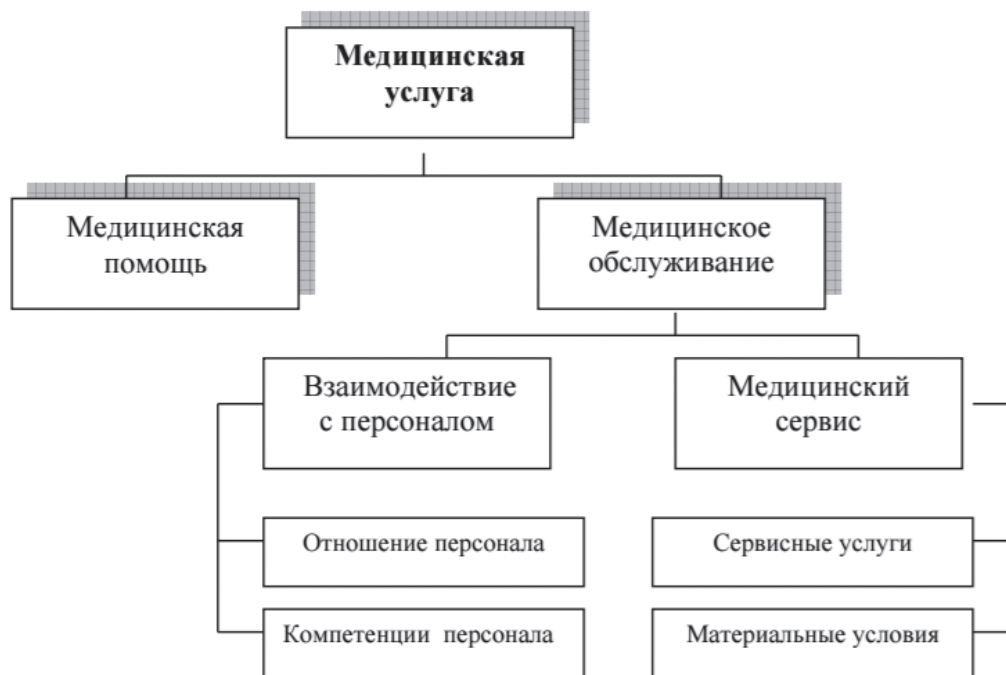 Медицинская
услуга
Медицинская
помощь
Медицинское
обслуживание
Взаимодействие
с персоналом
Медицинский
сервис
Отношение персонала
Сервисные услуги
Компетенции персонала
Материальные условия